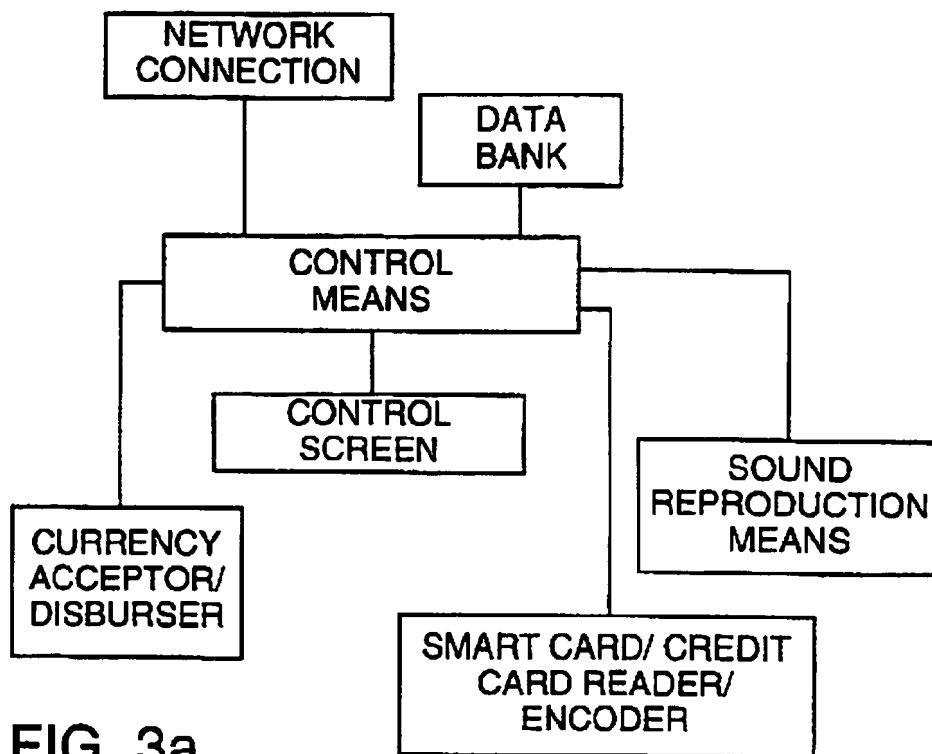 NETWORK
CONNECTION
DATA
BANK
CONTROL
MEANS
CONTROL
SCREEN
SOUND
REPRODUCTION
MEANS
CURRENCY
ACCEPTOR/
DISBURSER
SMART CARD/ CREDIT
CARD READER/
ENCODER
FIG. 3a